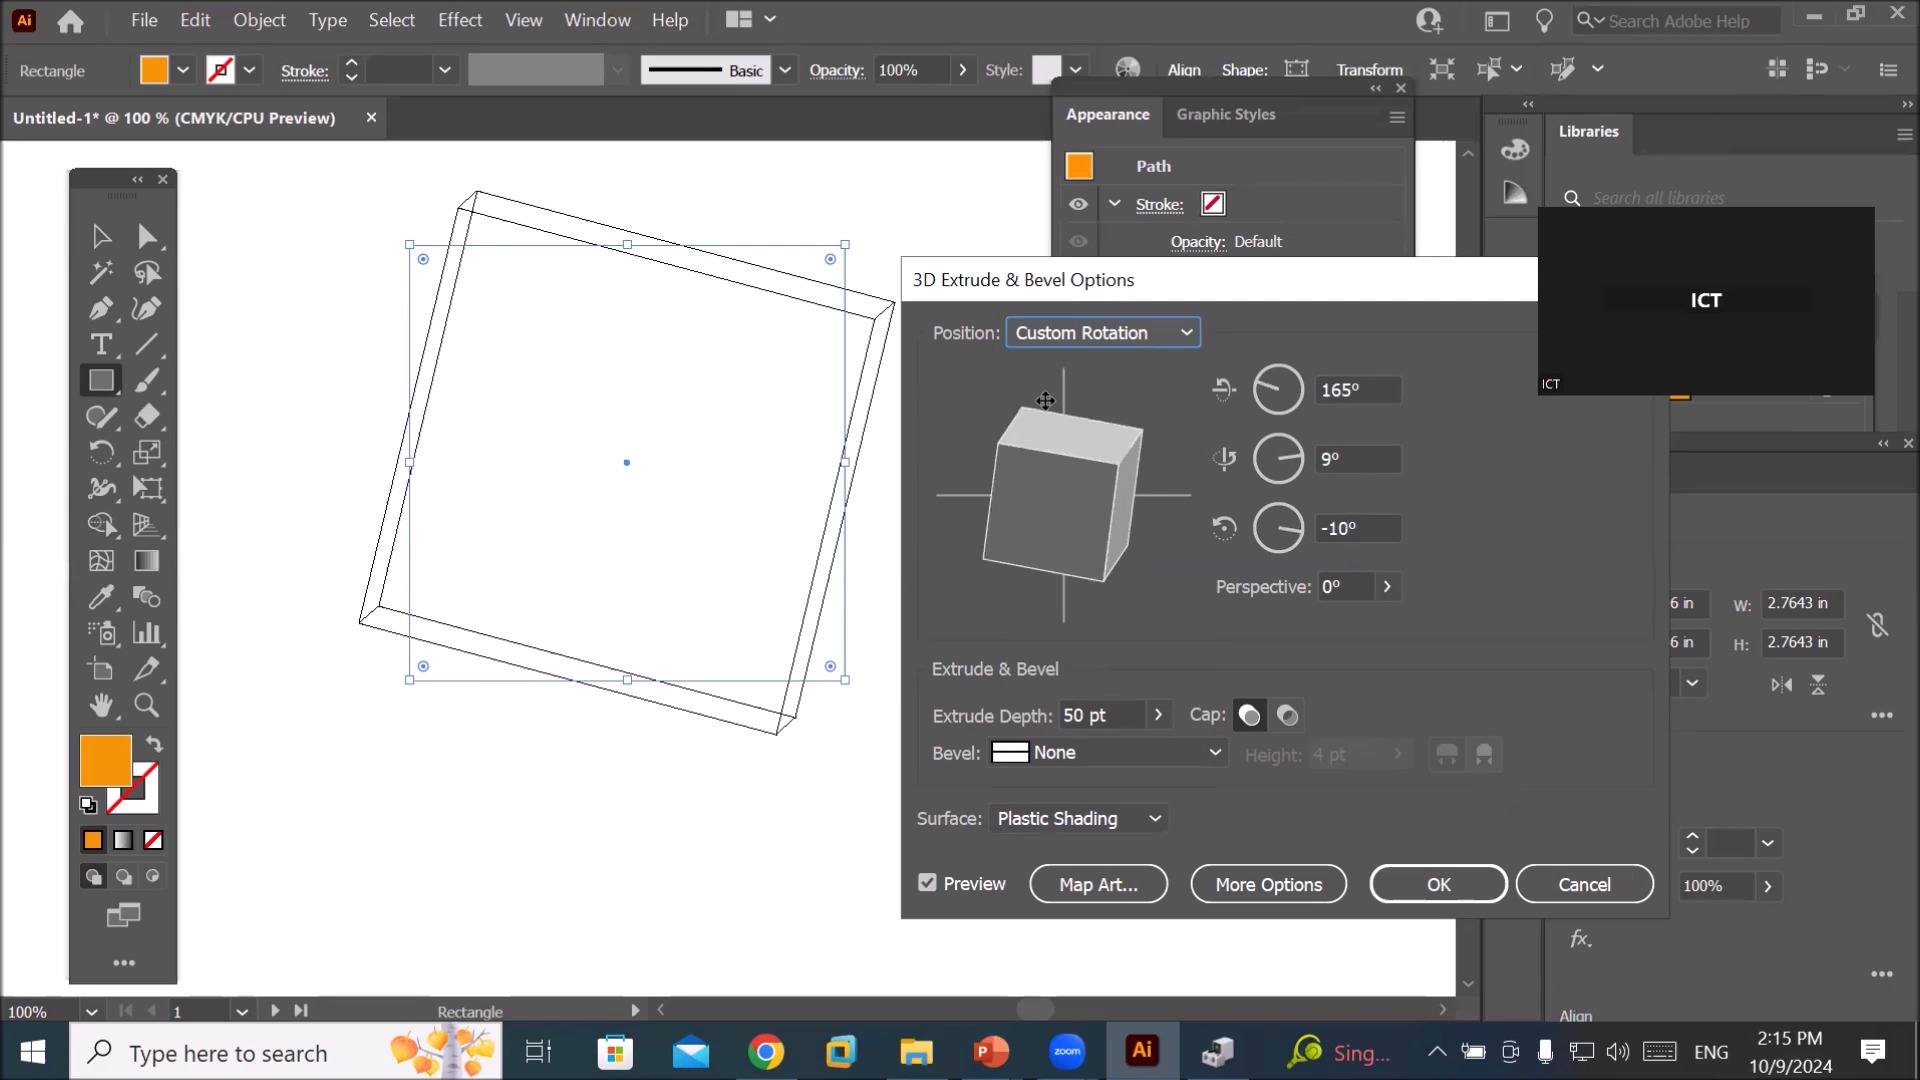 Ai File Edit Object Type Select Effect View Window Help Search Adobe Help
Rectangle Stroke: Basic Opacity: 100% Style: Align Shape: Transform
Untitled-1* @ 100 % (CMYK/CPU Preview)
Appearance Graphic Styles
Libraries
Path
Search all libraries
Stroke:
Opacity: Default
3D Extrude & Bevel Options
ICT
ICT
Position: Custom Rotation
165°
9°
-10°
Perspective: 0°
6 in W: 2.7643 in
6 in H: 2.7643 in
Extrude & Bevel
Extrude Depth: 50 pt Cap:
Bevel: None Height: 4 pt
Surface: Plastic Shading
Preview Map Art... More Options OK Cancel
100%
fx.
100% 1 Rectangle
Align
Type here to search
zoom
Ai
Sing...
ENG
2:15 PM
10/9/2024